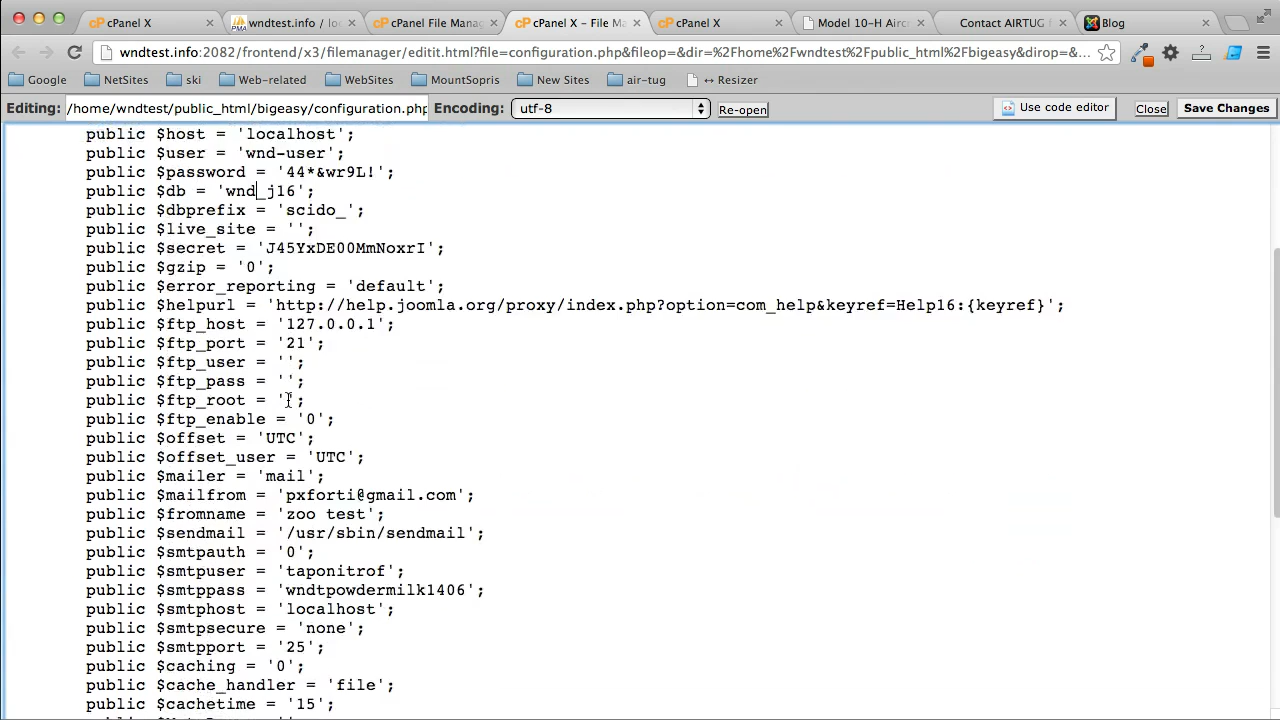 cPanel X
wndtest.info / lo
cPanel File Mana
cPanel X - File M
cPanel X
Model 10-H Airc
Contact AIRTUG
Blog
wndtest.info:2082/frontend/x3/filemanager/editit.html?file=configuration.php&fileop=&dir=%2Fhome%2Fwndtest%2Fpublic_html%2Fbigeasy&dirop=&...
Google
NetSites
ski
Web-related
WebSites
MountSopris
New Sites
air-tug
↔ Resizer
Editing: /home/wndtest/public_html/bigeasy/configuration.php Encoding: utf-8 Re-open Use code editor Close Save Changes
public $host = 'localhost';
public $user = 'wnd-user';
public $password = '44*&wr9L!';
public $db = 'wnd_j16';
public $dbprefix = 'scido_';
public $live_site = '';
public $secret = 'J45YxDE00MmNoxrI';
public $gzip = '0';
public $error_reporting = 'default';
public $helpurl = 'http://help.joomla.org/proxy/index.php?option=com_help&keyref=Help16:{keyref}';
public $ftp_host = '127.0.0.1';
public $ftp_port = '21';
public $ftp_user = '';
public $ftp_pass = '';
public $ftp_root = '';
public $ftp_enable = '0';
public $offset = 'UTC';
public $offset_user = 'UTC';
public $mailer = 'mail';
public $mailfrom = 'pxforti@gmail.com';
public $fromname = 'zoo test';
public $sendmail = '/usr/sbin/sendmail';
public $smtpauth = '0';
public $smtpuser = 'taponitrof';
public $smtppass = 'wndtpowdermilk1406';
public $smtphost = 'localhost';
public $smtpsecure = 'none';
public $smtpport = '25';
public $caching = '0';
public $cache_handler = 'file';
public $cachetime = '15';